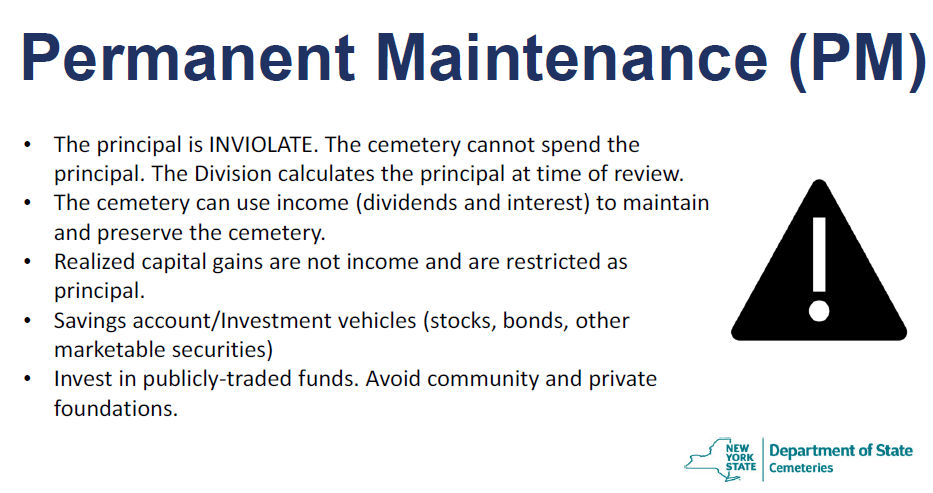 Permanent Maintenance (PM)
• The principal is INVIOLATE. The cemetery cannot spend the
principal. The Division calculates the principal at time of review.
• The cemetery can use income (dividends and interest) to maintain
and preserve the cemetery.
• Realized capital gains are not income and are restricted as
principal.
• Savings account/Investment vehicles (stocks, bonds, other
marketable securities)
• Invest in publicly-traded funds. Avoid community and private
foundations.
!
NEW
YORK
STATE
Department of State
Cemeteries